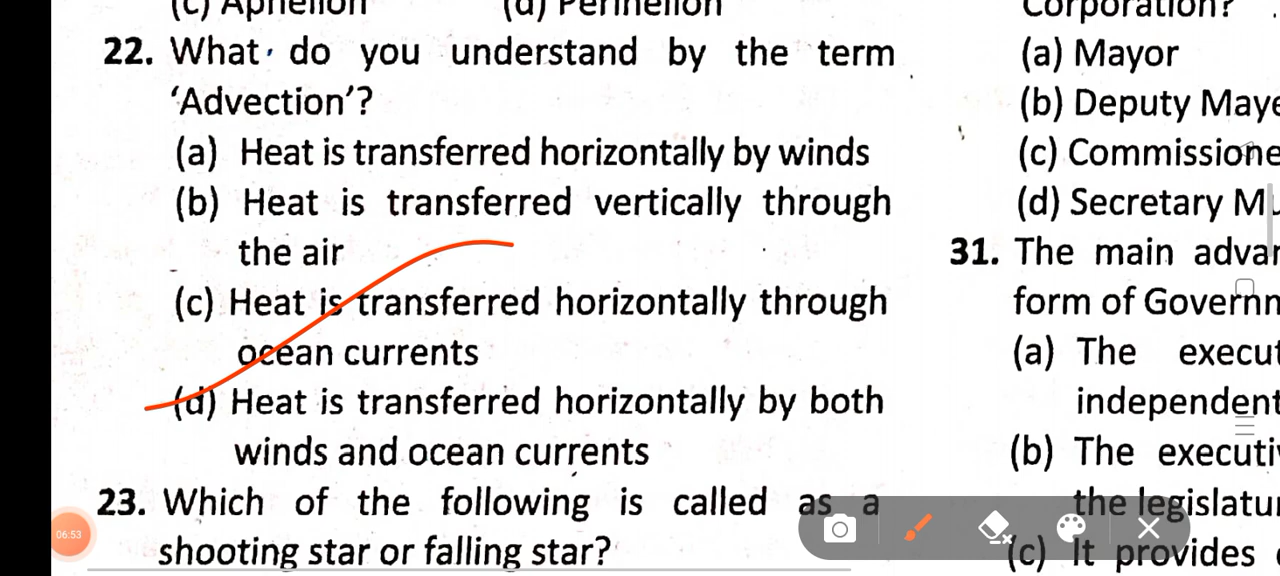 (c) Aphelion (d) Perihelion
22. What do you understand by the term
‘Advection’?
(a) Heat is transferred horizontally by winds
(b) Heat is transferred vertically through
the air
(c) Heat is transferred horizontally through
ocean currents
(d) Heat is transferred horizontally by both
winds and ocean currents
23. Which of the following is called as a
shooting star or falling star?
Corporation?
(a) Mayor
(b) Deputy
(c)
(d) Secretary
31. The main
form of
(a) The
(b) The
the
(c) It provides
06:53